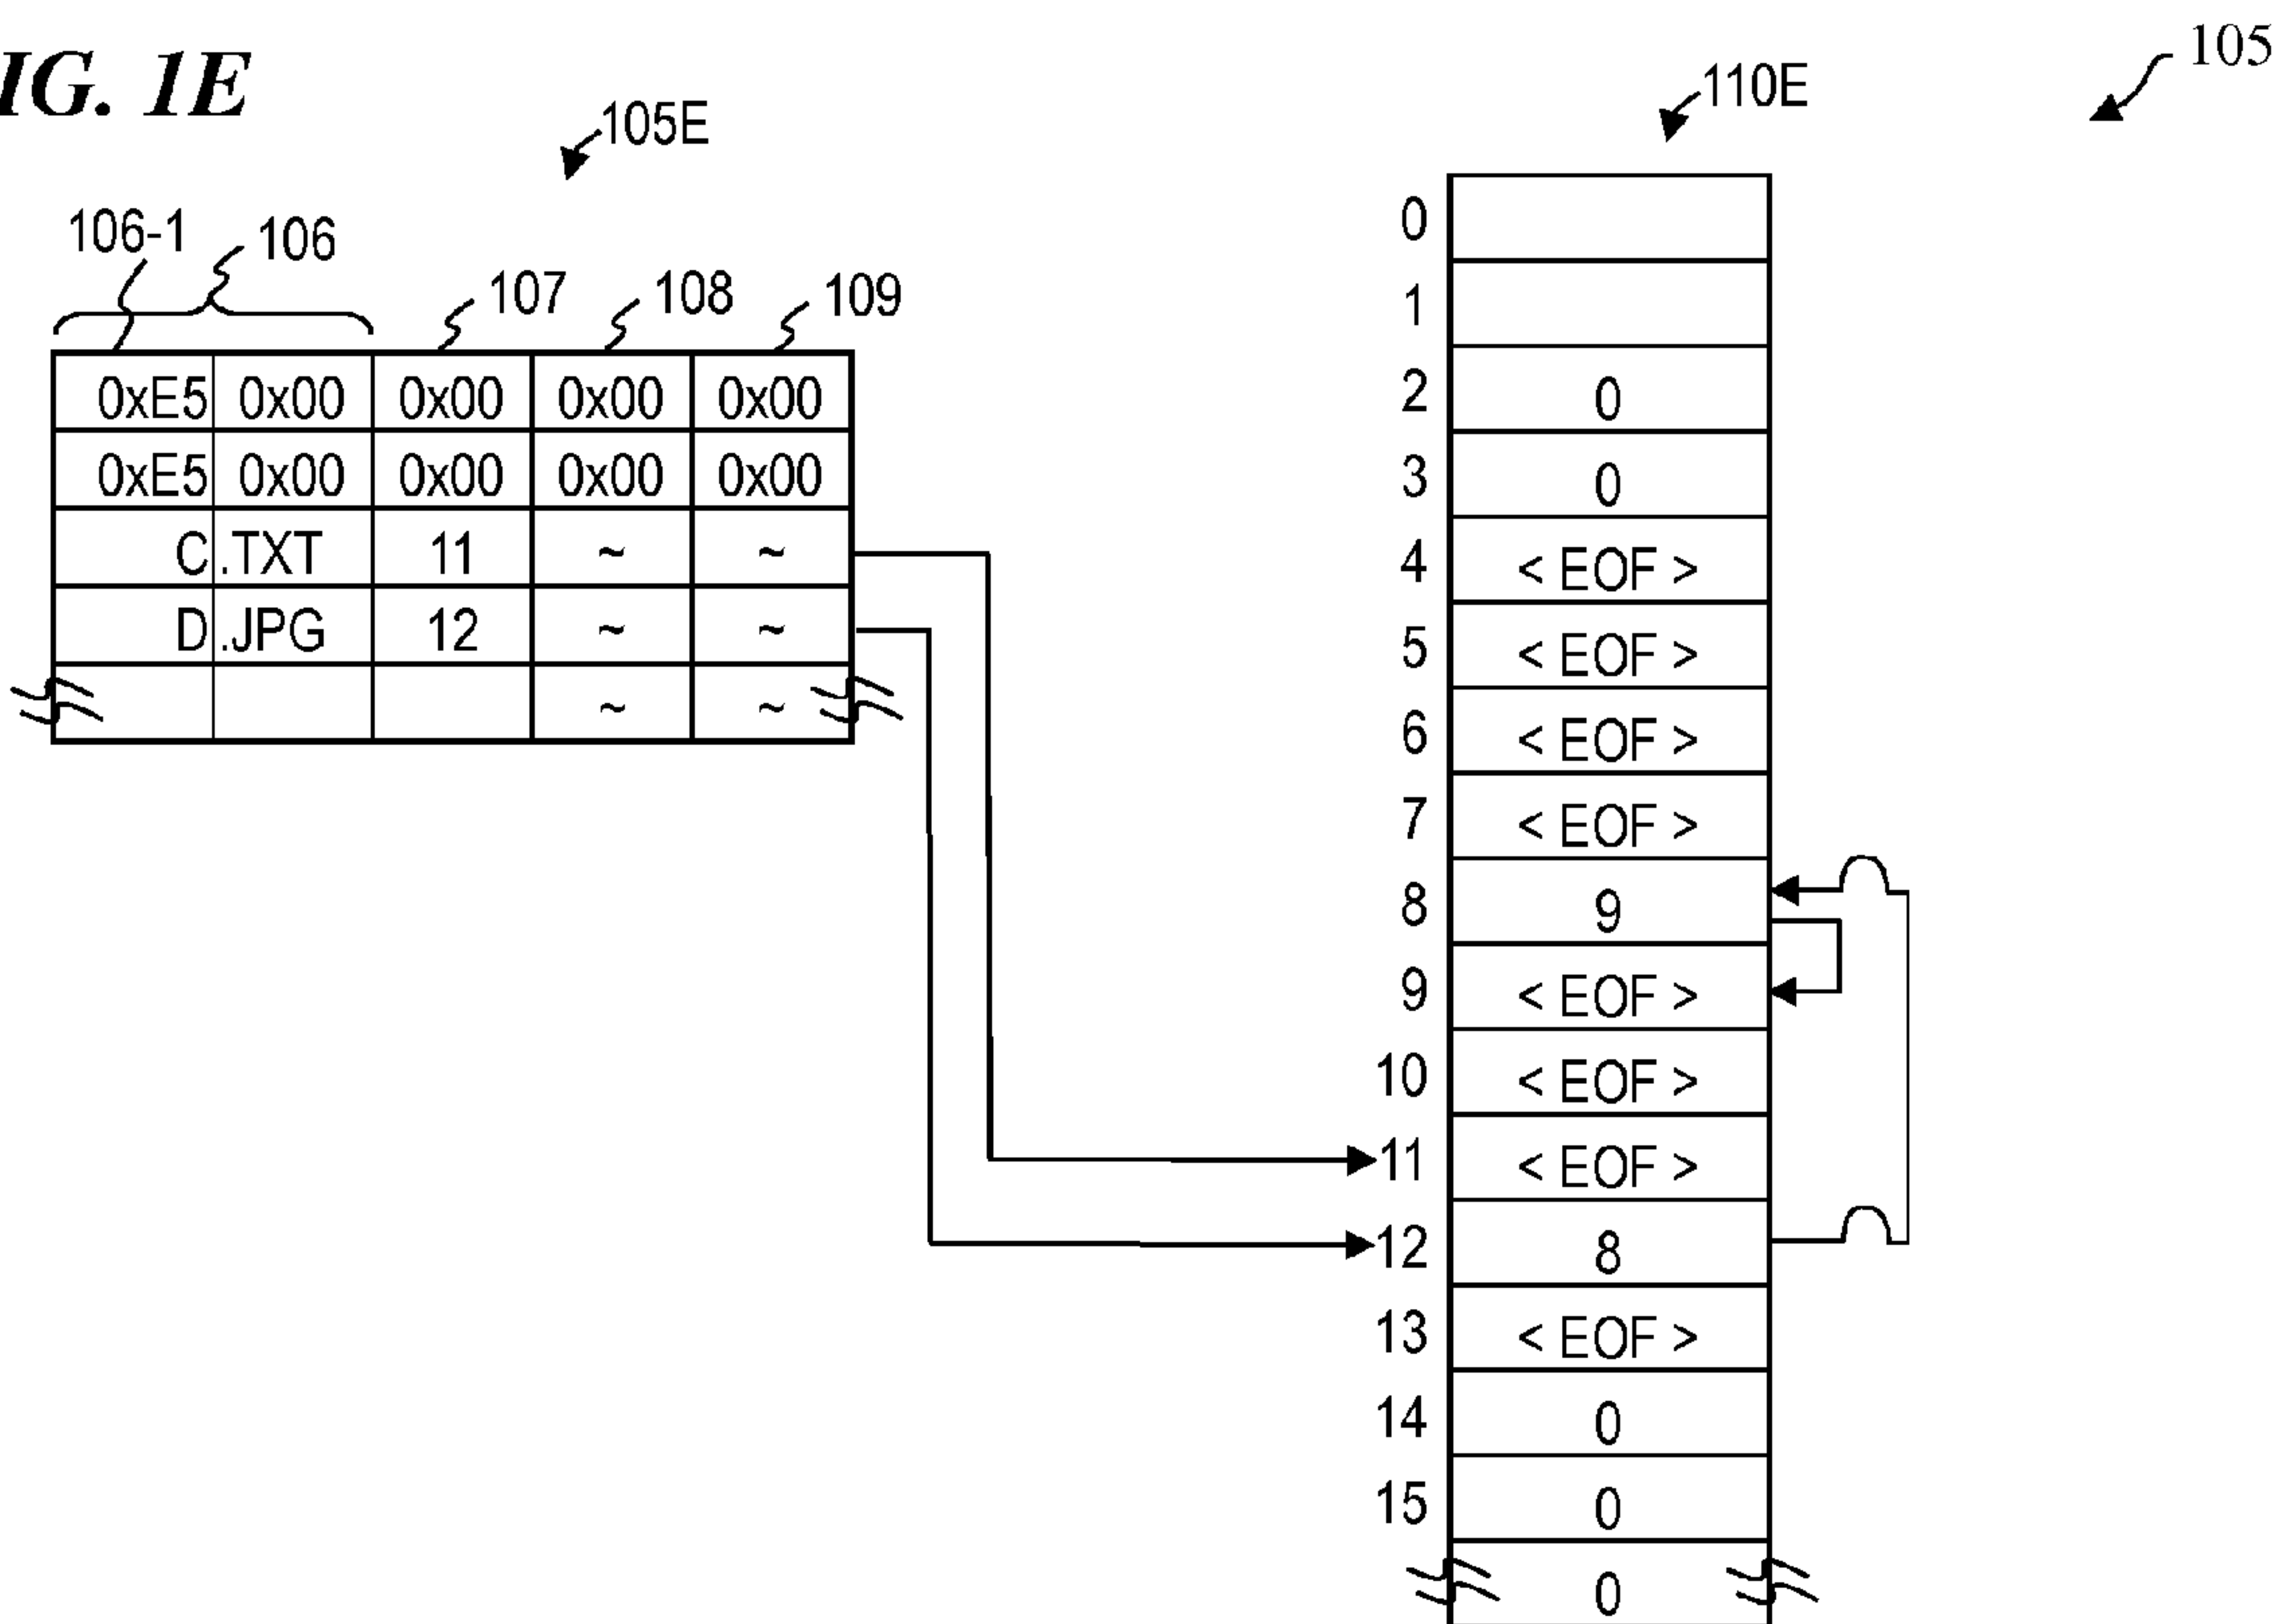 IG. 1E
105E
110E
105
106-1 106 107 108 109
0xE5 0x00 0x00 0x00 0x00
0xE5 0x00 0x00 0x00 0x00
C .TXT 11 ~ ~
D .JPG 12 ~ ~
~ ~
0
1
2 0
3 0
4 < EOF >
5 < EOF >
6 < EOF >
7 < EOF >
8 9
9 < EOF >
10 < EOF >
11 < EOF >
12 8
13 < EOF >
14 0
15 0
0